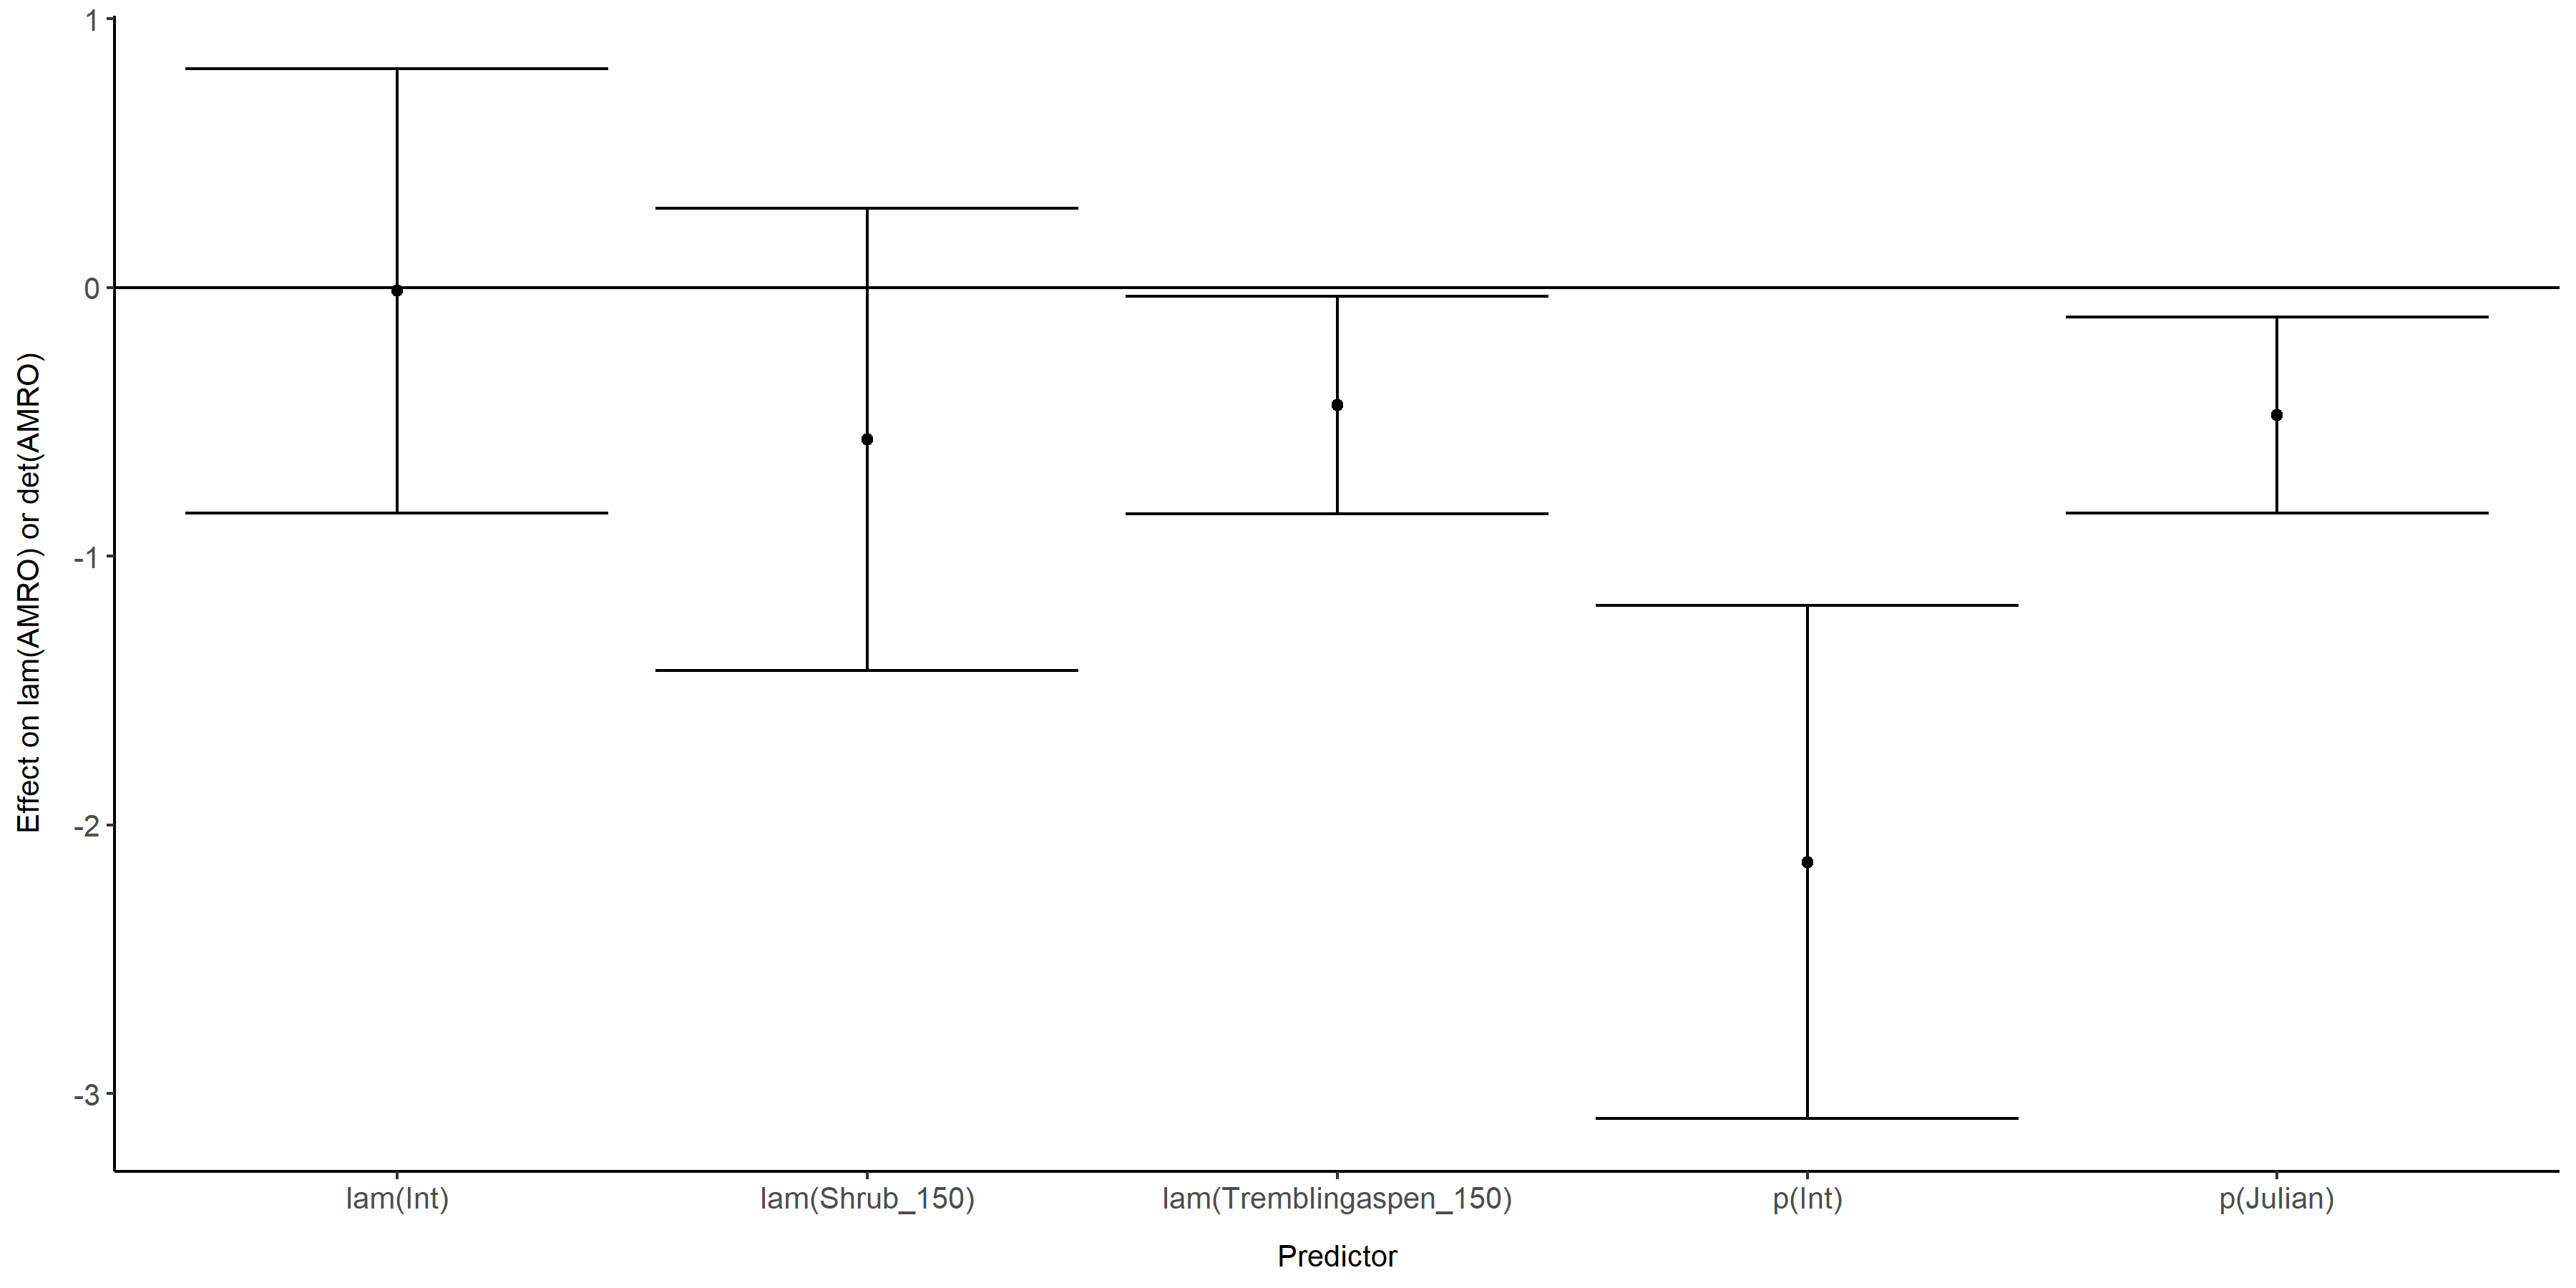 Effect on lam(AMRO) or det(AMRO)
1
0
-1
-2
-3
lam(Int)
lam(Shrub_150)
lam(Tremblingaspen_150)
p(Int)
p(Julian)
Predictor